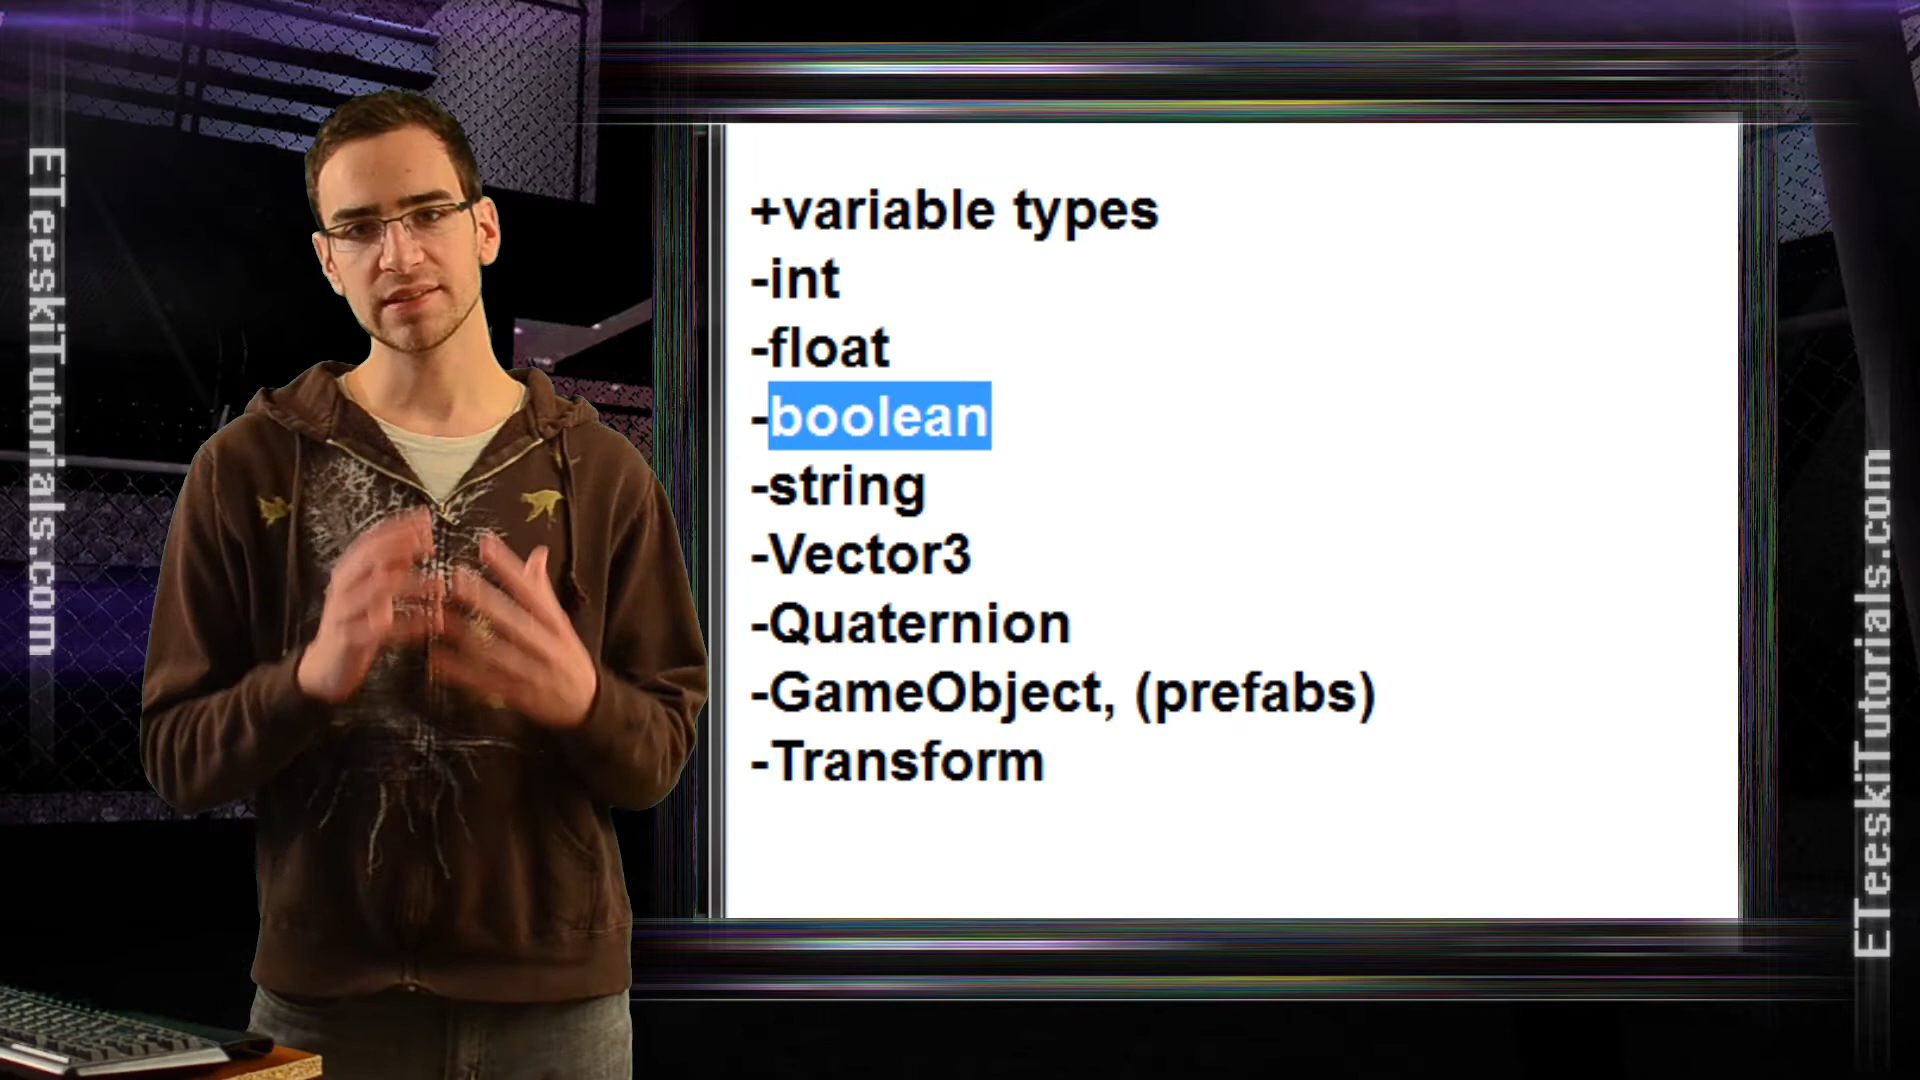 ETeeskiTutorials.com
+variable types
-int
-float
-boolean
-string
-Vector3
-Quaternion
-GameObject, (prefabs)
-Transform
ETeeskiTutorials.com